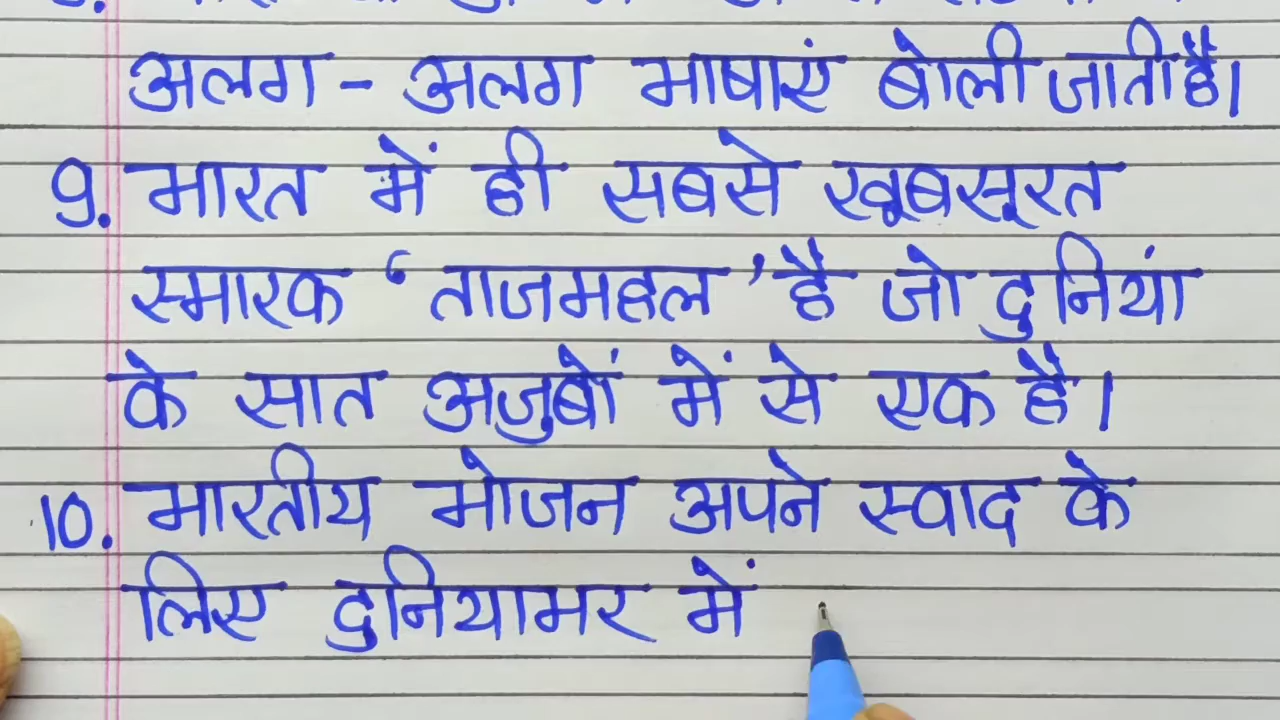 अलग - अलग भाषाएं बोली जाती है।
9. भारत में ही सबसे खूबसूरत
स्मारक ‘ताजमहल’ है जो दुनियां
के सात अजुबों में से एक है।
10. भारतीय भोजन अपने स्वाद के
लिए दुनियाभर में